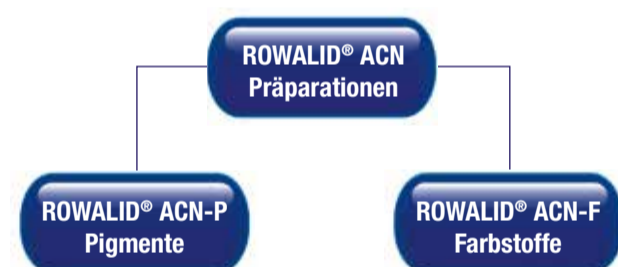 ROWALID® ACN
Präparationen
ROWALID® ACN-P
Pigmente
ROWALID® ACN-F
Farbstoffe